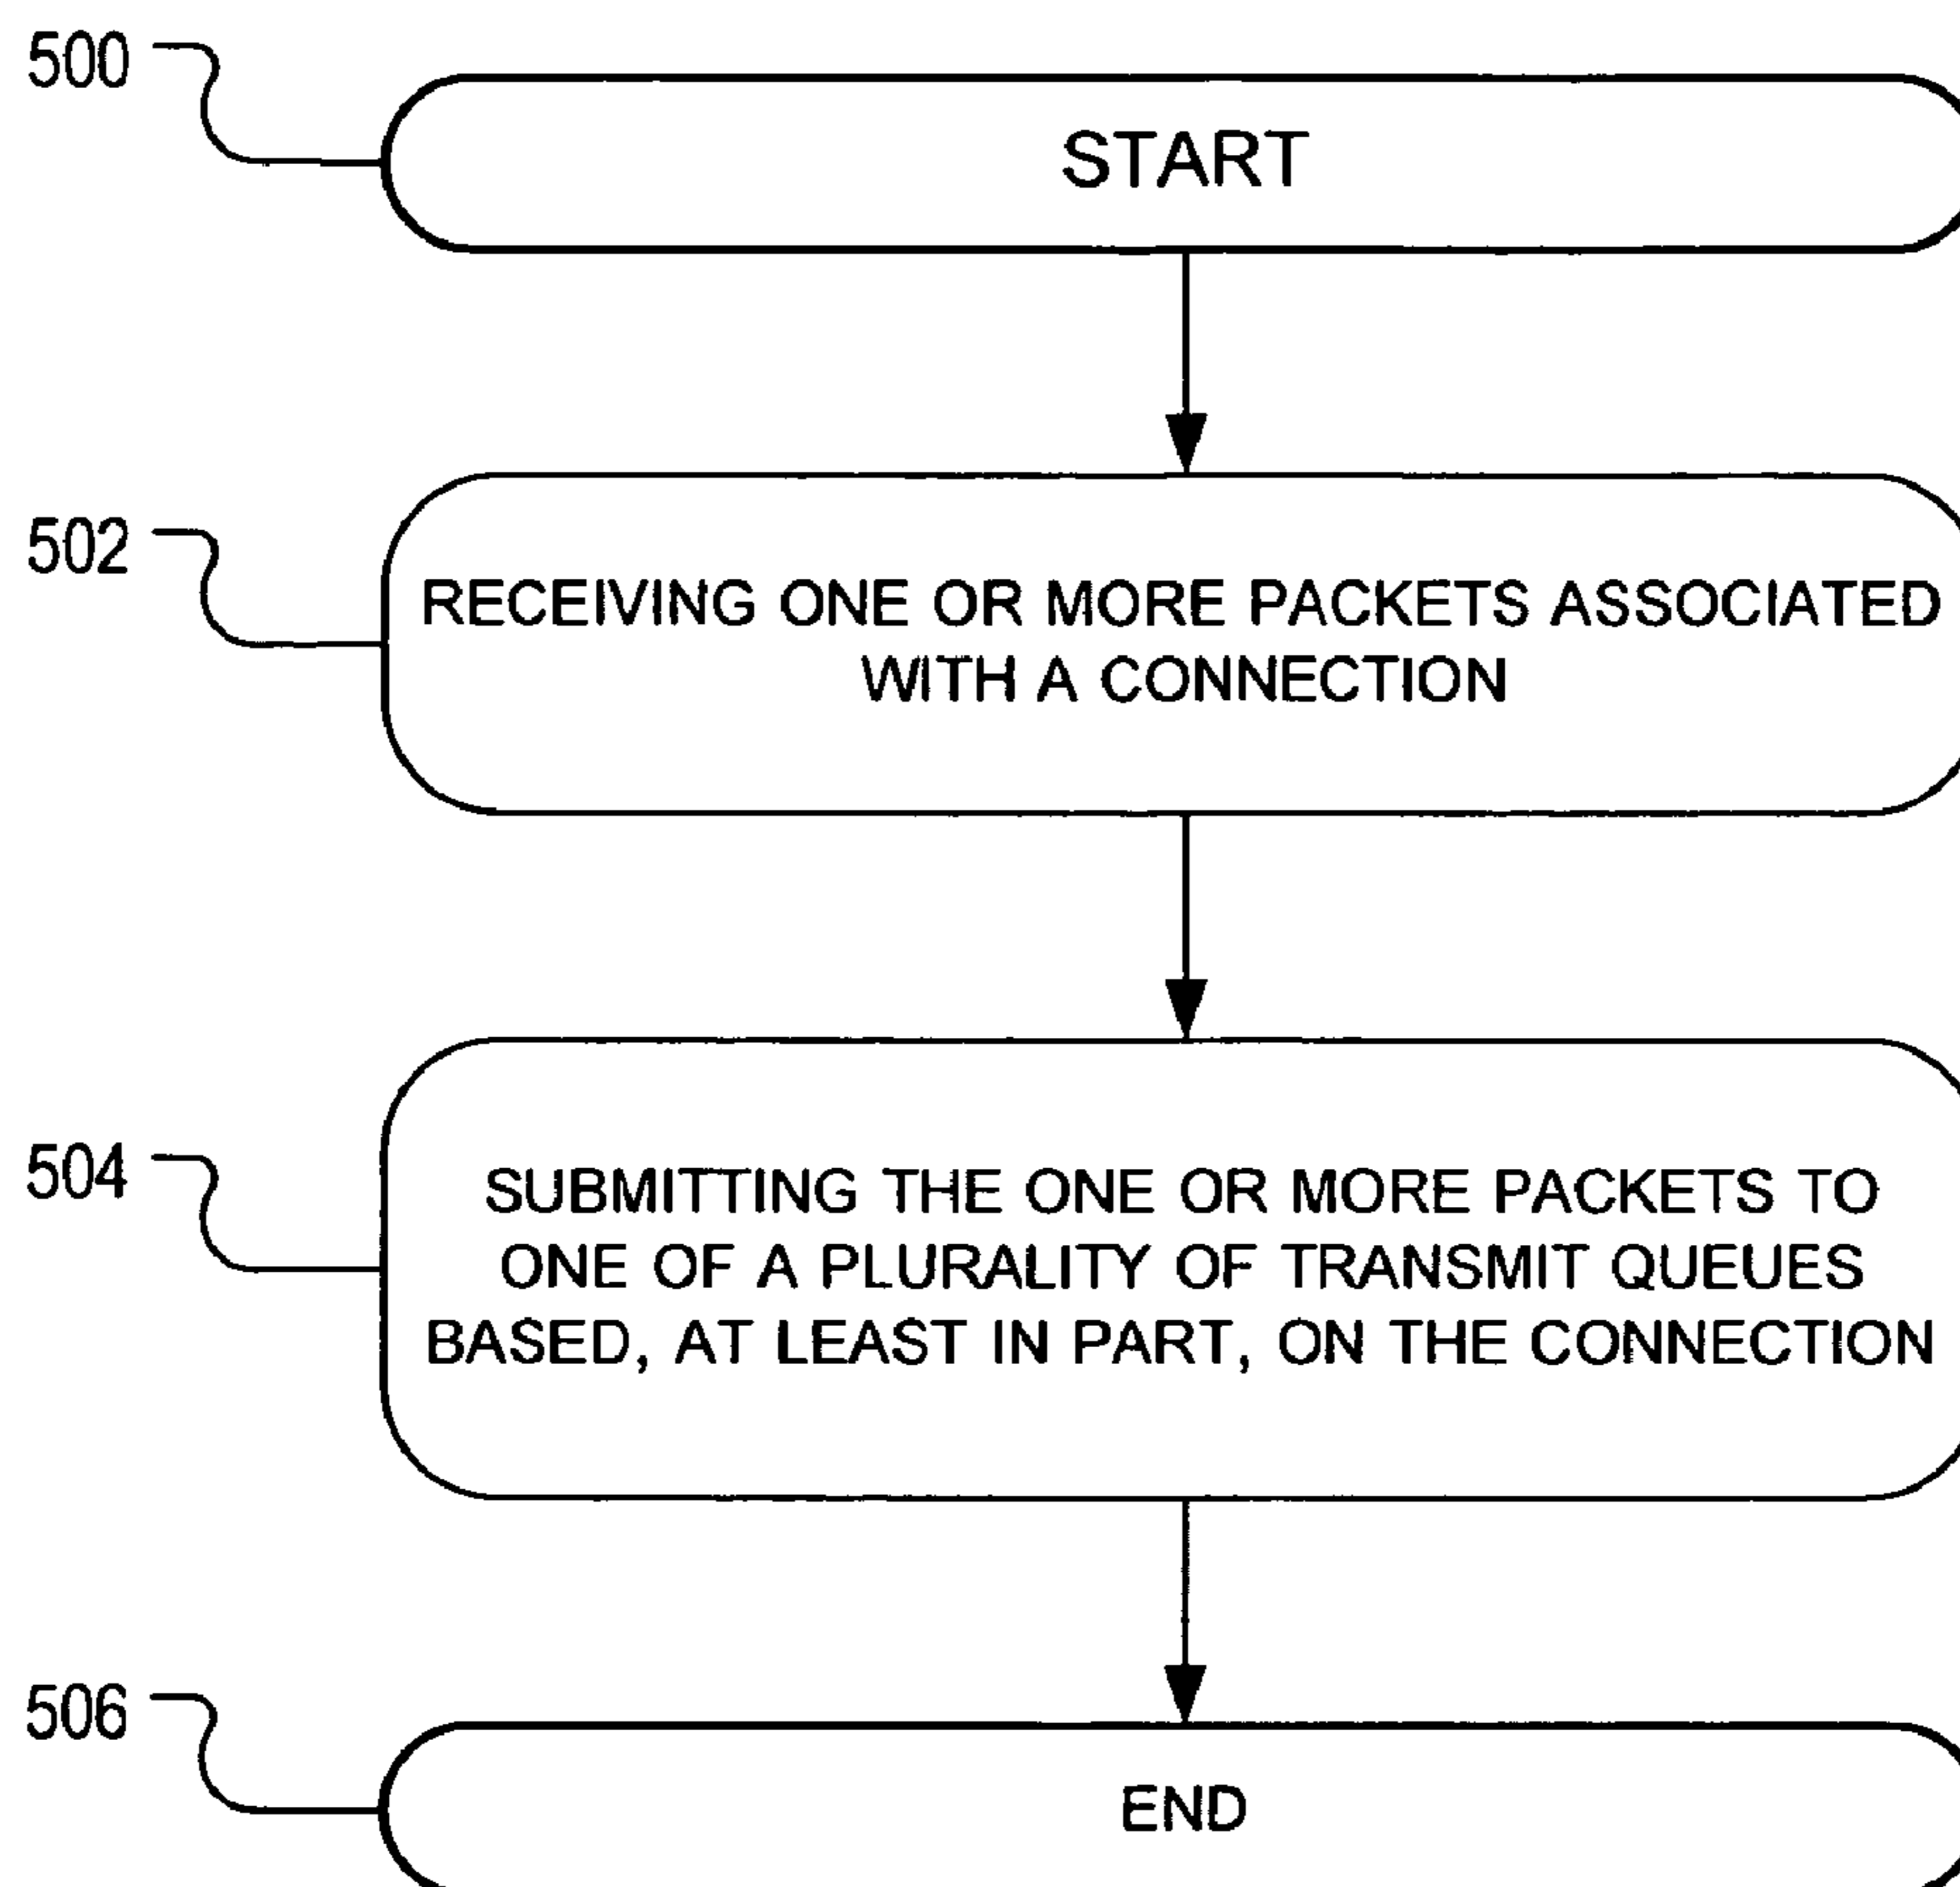 500
START
502
RECEIVING ONE OR MORE PACKETS ASSOCIATED
WITH A CONNECTION
504
SUBMITTING THE ONE OR MORE PACKETS TO
ONE OF A PLURALITY OF TRANSMIT QUEUES
BASED, AT LEAST IN PART, ON THE CONNECTION
506
END